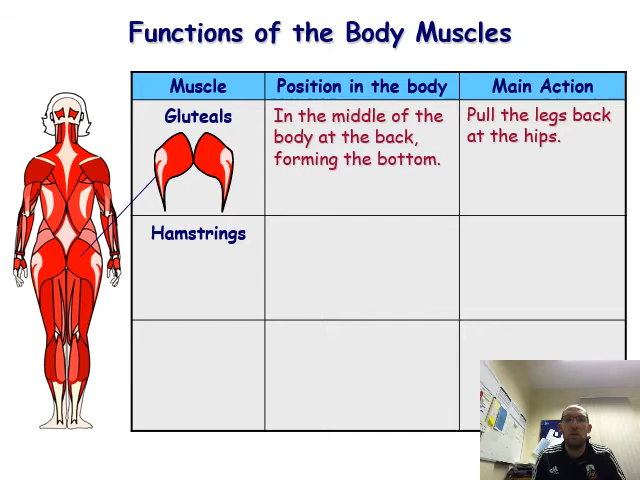 Functions of the Body Muscles
Muscle
Position in the body
Main Action
Gluteals
In the middle of the
body at the back,
forming the bottom.
Pull the legs back
at the hips.
Hamstrings